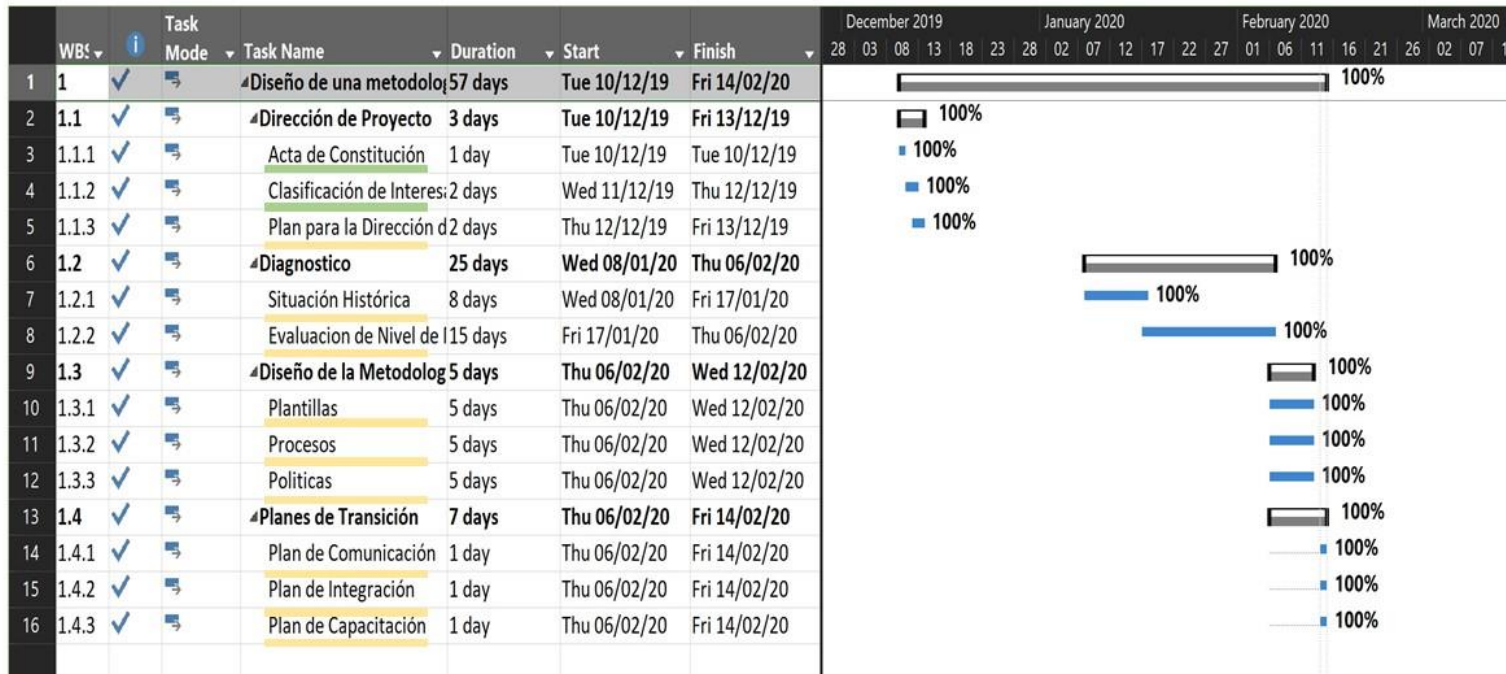 December 2019 January 2020 February 2020 March 2020
WBS Task Mode Task Name Duration Start Finish 28 03 08 13 18 23 28 02 07 12 17 22 27 01 06 11 16 21 26 02 07
1 1 Diseño de una metodolog 57 days Tue 10/12/19 Fri 14/02/20 100%
2 1.1 Dirección de Proyecto 3 days Tue 10/12/19 Fri 13/12/19 100%
3 1.1.1 Acta de Constitución 1 day Tue 10/12/19 Tue 10/12/19 100%
4 1.1.2 Clasificación de Interesa 2 days Wed 11/12/19 Thu 12/12/19 100%
5 1.1.3 Plan para la Dirección d 2 days Thu 12/12/19 Fri 13/12/19 100%
6 1.2 Diagnostico 25 days Wed 08/01/20 Thu 06/02/20 100%
7 1.2.1 Situación Histórica 8 days Wed 08/01/20 Fri 17/01/20 100%
8 1.2.2 Evaluacion de Nivel de 15 days Fri 17/01/20 Thu 06/02/20 100%
9 1.3 Diseño de la Metodolog 5 days Thu 06/02/20 Wed 12/02/20 100%
10 1.3.1 Plantillas 5 days Thu 06/02/20 Wed 12/02/20 100%
11 1.3.2 Procesos 5 days Thu 06/02/20 Wed 12/02/20 100%
12 1.3.3 Politicas 5 days Thu 06/02/20 Wed 12/02/20 100%
13 1.4 Planes de Transición 7 days Thu 06/02/20 Fri 14/02/20 100%
14 1.4.1 Plan de Comunicación 1 day Thu 06/02/20 Fri 14/02/20 100%
15 1.4.2 Plan de Integración 1 day Thu 06/02/20 Fri 14/02/20 100%
16 1.4.3 Plan de Capacitación 1 day Thu 06/02/20 Fri 14/02/20 100%